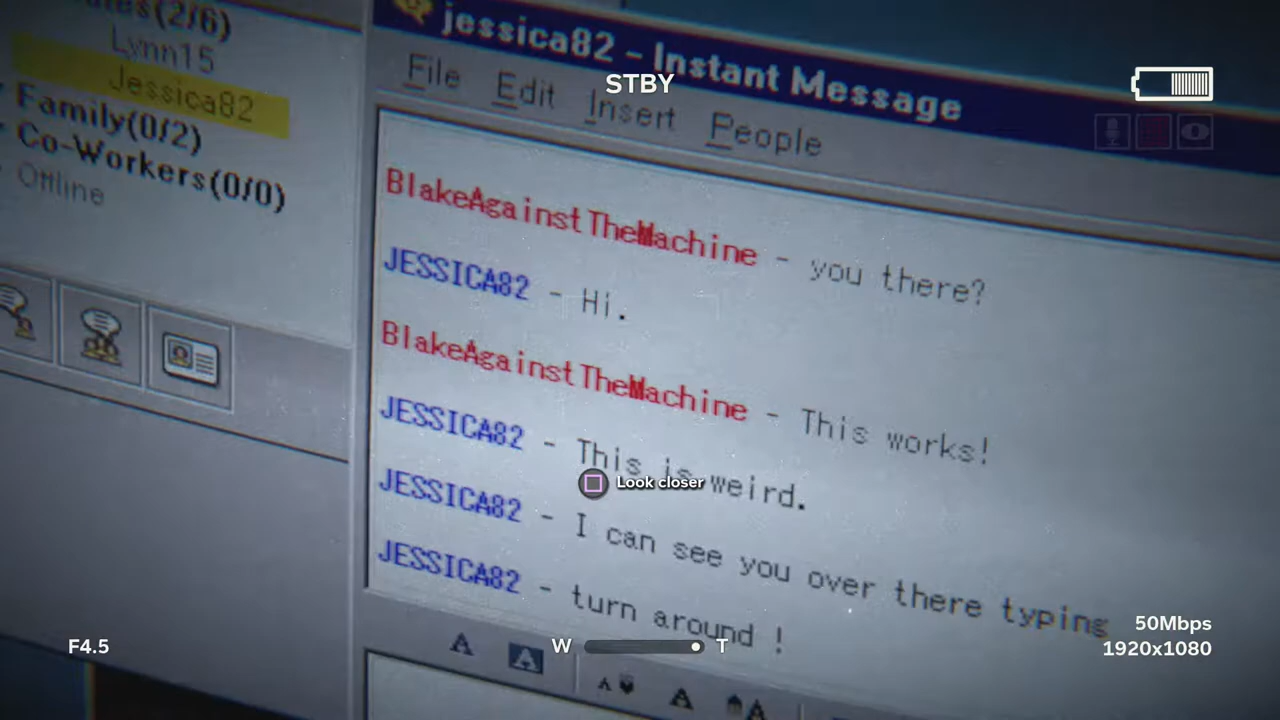 (2/6)
Lynn15
Jessica82
Family(0/2)
Co-Workers(0/0)
Offline
jessica82 - Instant Message
File Edit Insert People
STBY
BlakeAgainstTheMachine - you there?
JESSICA82 - Hi.
BlakeAgainstTheMachine - This works!
JESSICA82 - This is weird.
Look closer
JESSICA82 - I can see you over there typing
JESSICA82 - turn around !
A A A A A
F4.5
W T
50Mbps
1920x1080